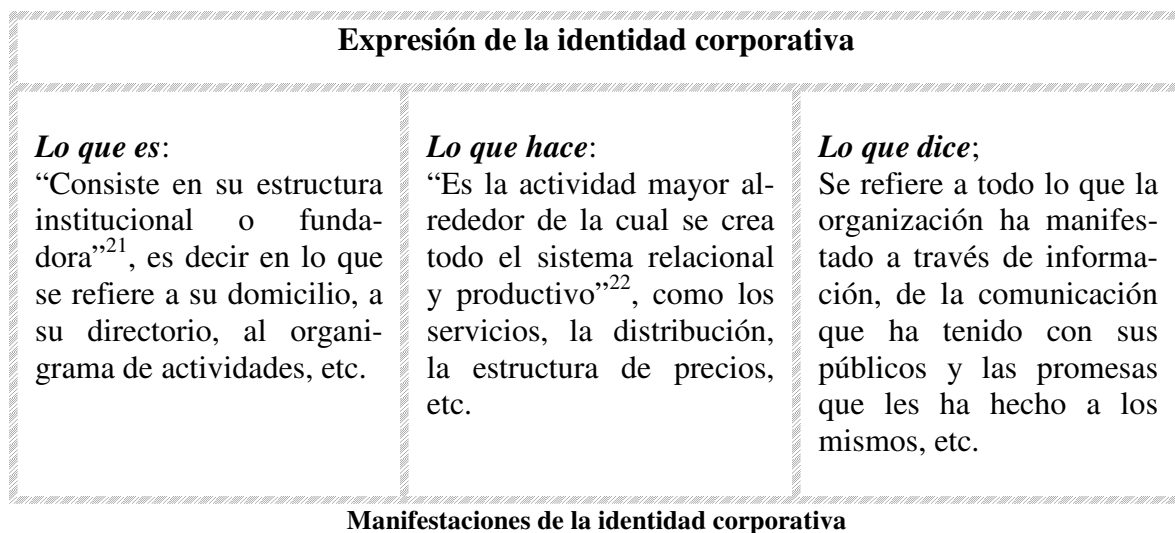 Expresión de la identidad corporativa
Lo que es:
“Consiste en su estructura
institucional o funda-
dora”21, es decir en lo que
se refiere a su domicilio, a
su directorio, al organi-
grama de actividades, etc.
Lo que hace:
“Es la actividad mayor al-
rededor de la cual se crea
todo el sistema relacional
y productivo”22, como los
servicios, la distribución,
la estructura de precios,
etc.
Lo que dice;
Se refiere a todo lo que la
organización ha manifes-
tado a través de informa-
ción, de la comunicación
que ha tenido con sus
públicos y las promesas
que les ha hecho a los
mismos, etc.
Manifestaciones de la identidad corporativa